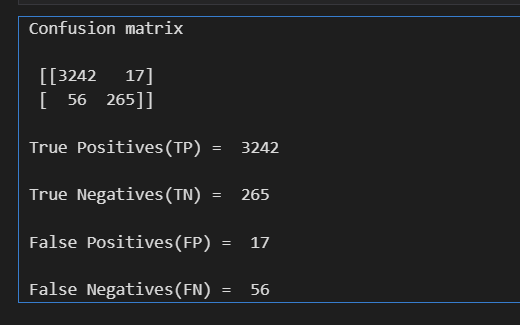 Confusion matrix
[[3242   17]
[  56  265]]
True Positives(TP) =  3242
True Negatives(TN) =  265
False Positives(FP) =  17
False Negatives(FN) =  56